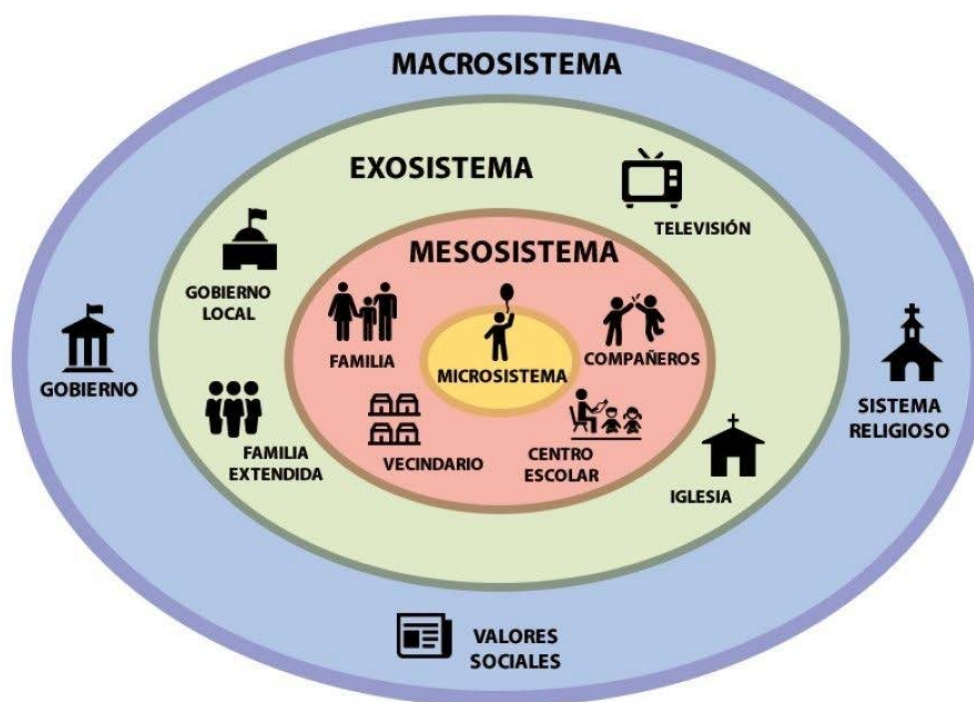 MACROSISTEMA
EXOSISTEMA
TELEVISIÓN
MESOSISTEMA
GOBIERNO
LOCAL
FAMILIA
COMPAÑEROS
MICROSISTEMA
GOBIERNO
SISTEMA
RELIGIOSO
FAMILIA
EXTENDIDA
VECINDARIO
CENTRO
ESCOLAR
IGLESIA
VALORES
SOCIALES